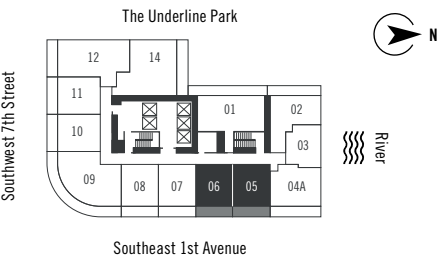 The Underline Park
N
12
14
11
01
02
10
03
09
08
07
06
05
04A
Southwest 7th Street
River
Southeast 1st Avenue